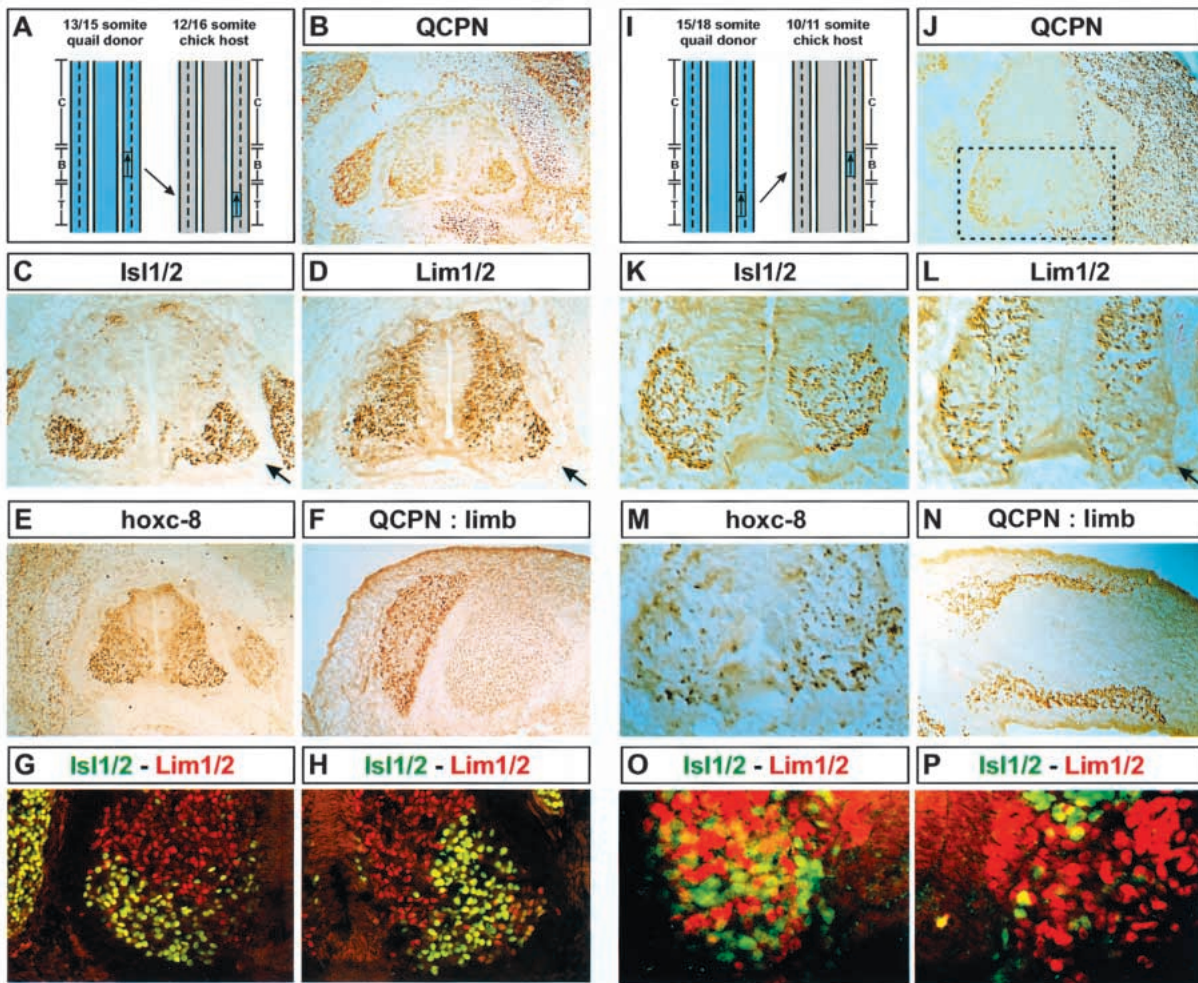 A
13/15 somite
quail donor
12/16 somite
chick host
C
B
T
C
B
T
B
QCPN
I
15/18 somite
quail donor
10/11 somite
chick host
C
B
T
C
B
T
J
QCPN
C
Isl1/2
D
Lim1/2
K
Isl1/2
L
Lim1/2
E
hoxc-8
F
QCPN : limb
M
hoxc-8
N
QCPN : limb
G
Isl1/2 - Lim1/2
H
Isl1/2 - Lim1/2
O
Isl1/2 - Lim1/2
P
Isl1/2 - Lim1/2